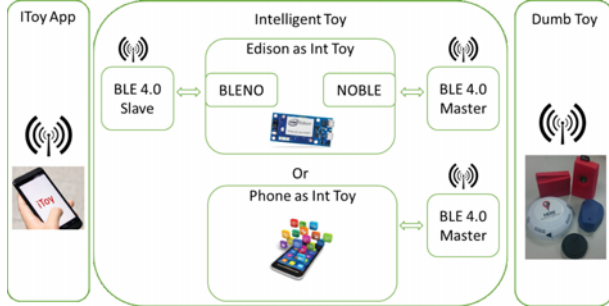 IToy App
Intelligent Toy
Dumb Toy
Edison as Int Toy
BLE 4.0
Slave
BLENO
NOBLE
BLE 4.0
Master
iToy
Or
Phone as Int Toy
BLE 4.0
Master